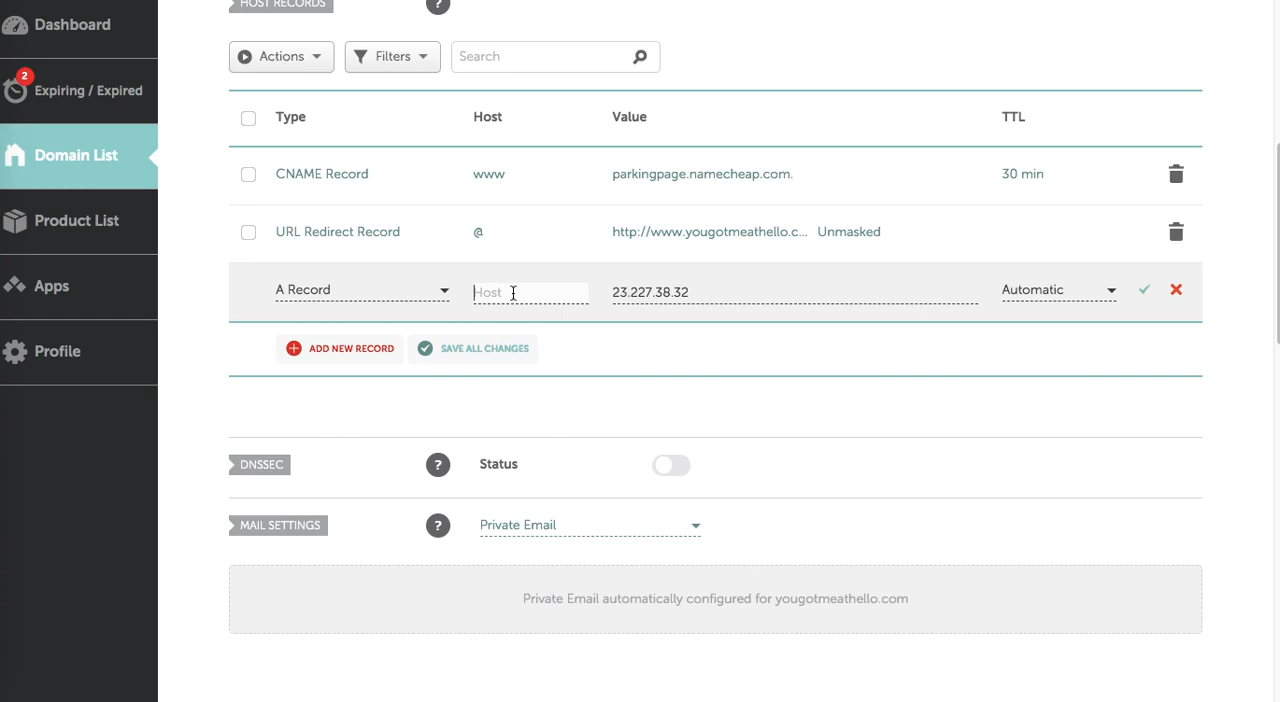 HOST RECORDS
?
Dashboard
Actions
Filters
Search
2
Expiring / Expired
Type Host Value TTL
Domain List
CNAME Record www parkingpage.namecheap.com. 30 min
Product List
URL Redirect Record @ http://www.yougotmeathello.c... Unmasked
Apps
A Record Host 23.227.38.32 Automatic
Profile
ADD NEW RECORD SAVE ALL CHANGES
DNSSEC ? Status
MAIL SETTINGS ? Private Email
Private Email automatically configured for yougotmeathello.com